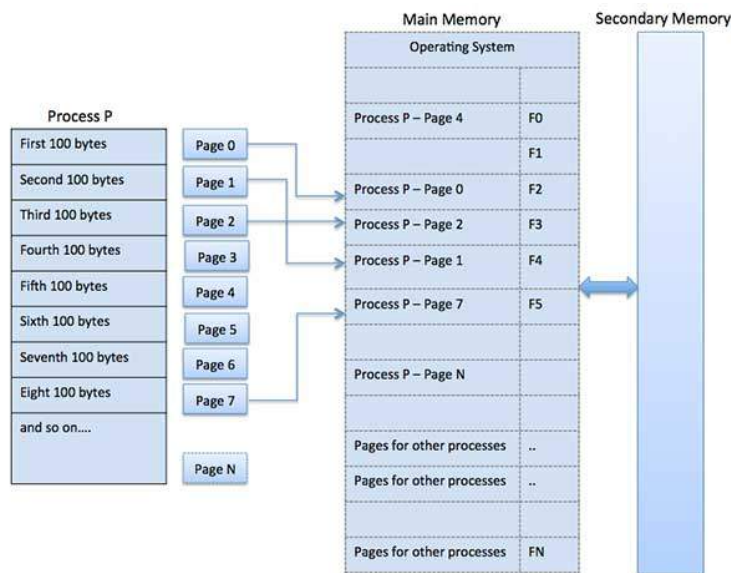 Main Memory
Secondary Memory
Operating System
Process P
First 100 bytes
Second 100 bytes
Third 100 bytes
Fourth 100 bytes
Fifth 100 bytes
Sixth 100 bytes
Seventh 100 bytes
Eight 100 bytes
and so on....
Page 0
Page 1
Page 2
Page 3
Page 4
Page 5
Page 6
Page 7
Page N
Process P – Page 4 F0
F1
Process P – Page 0 F2
Process P – Page 2 F3
Process P – Page 1 F4
Process P – Page 7 F5
Process P – Page N
Pages for other processes ..
Pages for other processes ..
Pages for other processes FN